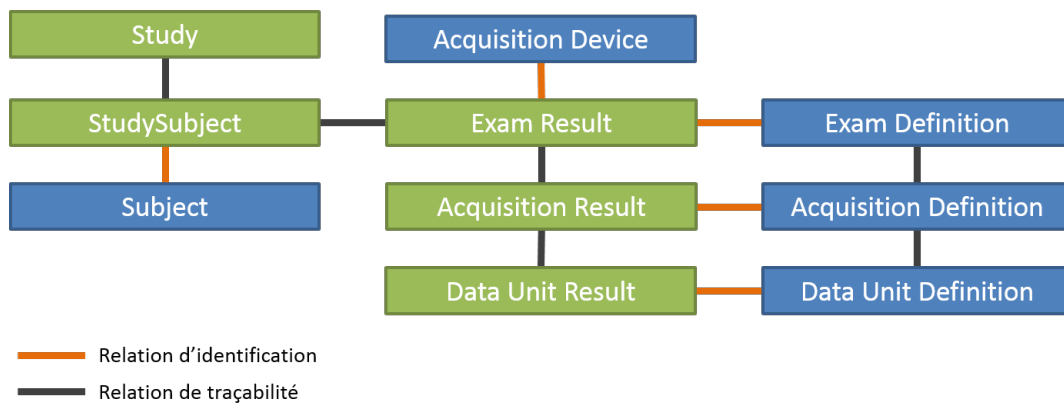 Study
Acquisition Device
StudySubject
Exam Result
Exam Definition
Subject
Acquisition Result
Acquisition Definition
Data Unit Result
Data Unit Definition
Relation d'identification
Relation de traçabilité